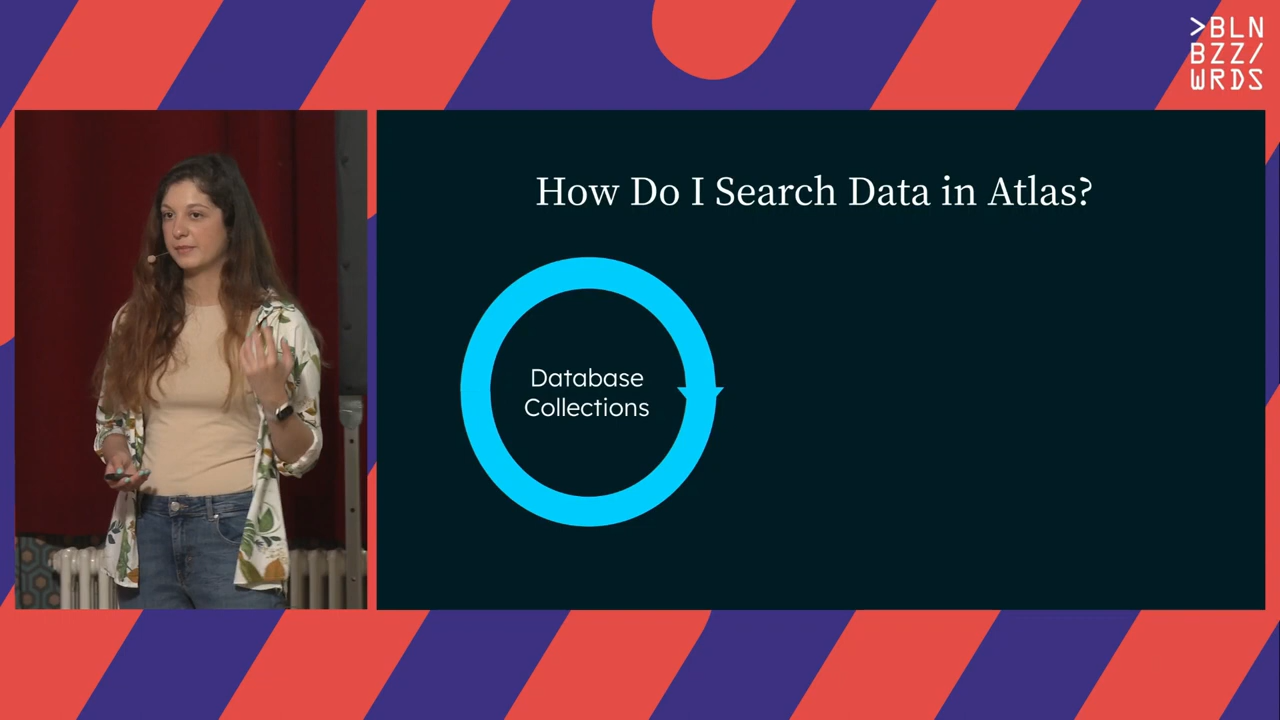 >BLN
BZZ/
WRDS
How Do I Search Data in Atlas?
Database
Collections